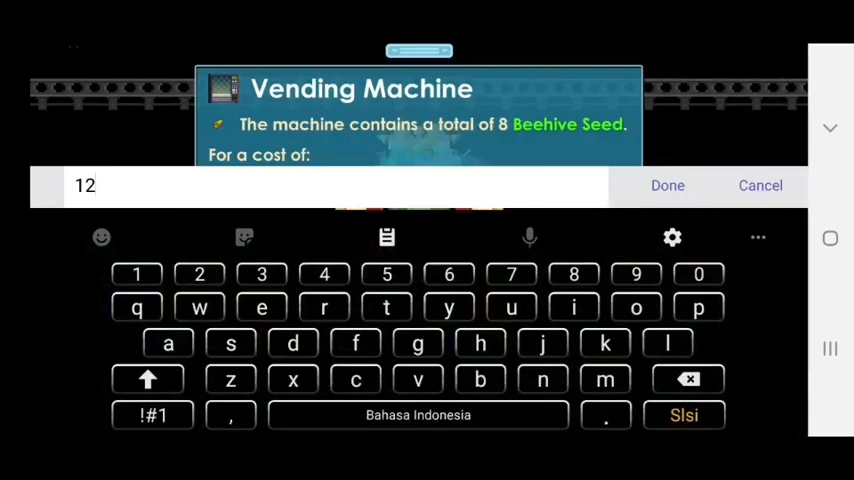 Vending Machine
The machine contains a total of 8 Beehive Seed.
For a cost of:
12
Done
Cancel
1 2 3 4 5 6 7 8 9 0
q w e r t y u i o p
a s d f g h j k l
z x c v b n m
!#1 , Bahasa Indonesia . Slsi